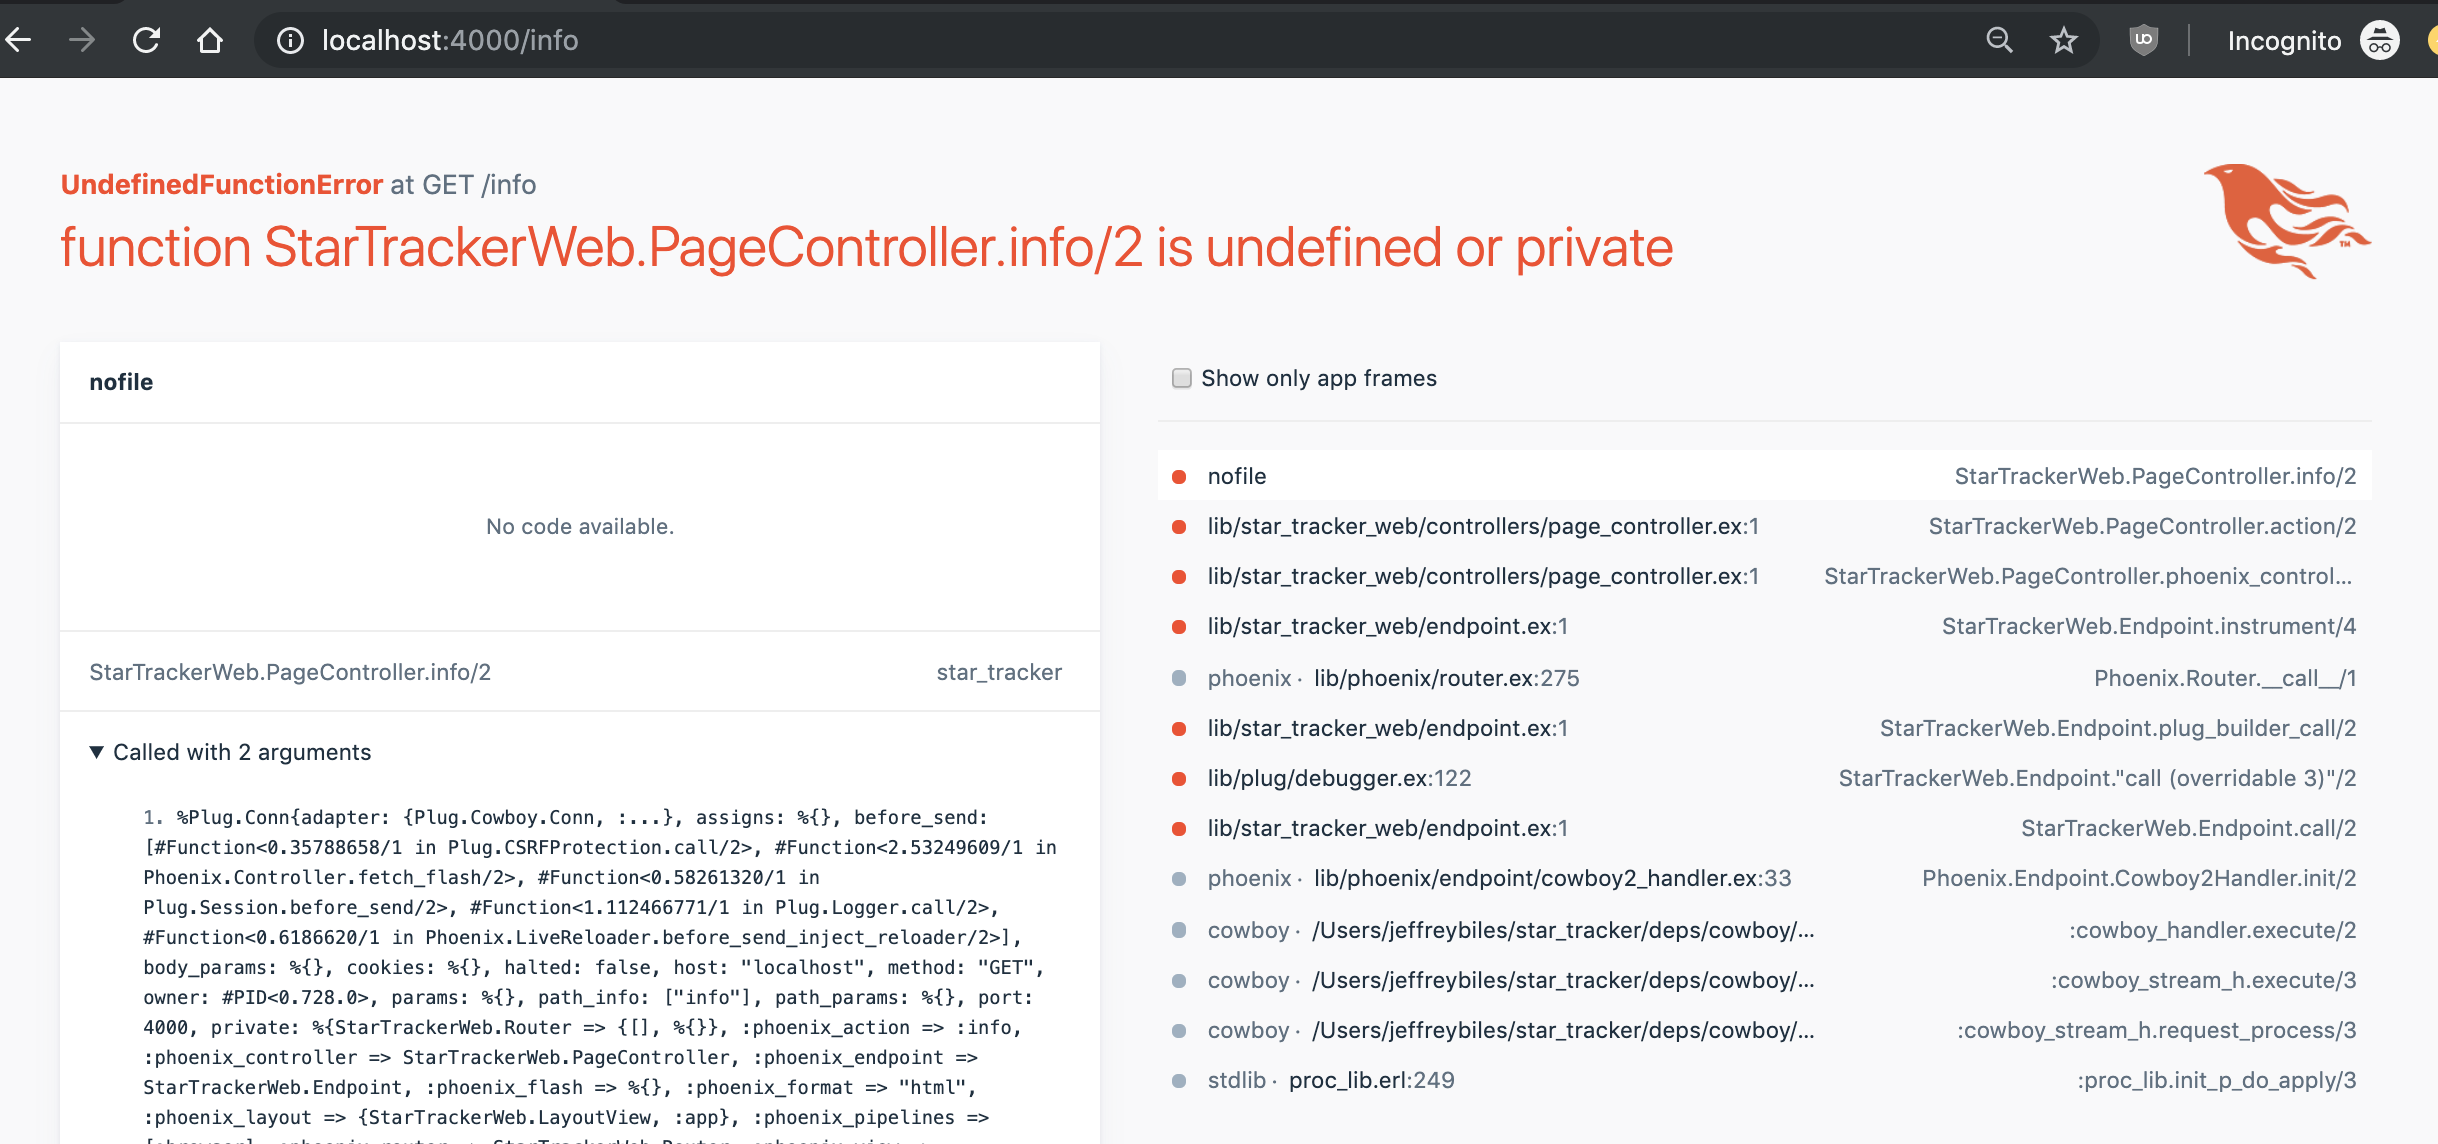 localhost:4000/info
Incognito
UndefinedFunctionError at GET /info
function StarTrackerWeb.PageController.info/2 is undefined or private
TM
nofile
No code available.
StarTrackerWeb.PageController.info/2 star_tracker
▼ Called with 2 arguments
1. %Plug.Conn{adapter: {Plug.Cowboy.Conn, :...}, assigns: %{}, before_send:
[#Function<0.35788658/1 in Plug.CSRFProtection.call/2>, #Function<2.53249609/1 in
Phoenix.Controller.fetch_flash/2>, #Function<0.58261320/1 in
Plug.Session.before_send/2>, #Function<1.112466771/1 in Plug.Logger.call/2>,
#Function<0.6186620/1 in Phoenix.LiveReloader.before_send_inject_reloader/2>],
body_params: %{}, cookies: %{}, halted: false, host: "localhost", method: "GET",
owner: #PID<0.728.0>, params: %{}, path_info: ["info"], path_params: %{}, port:
4000, private: %{StarTrackerWeb.Router => {[], %{}}, :phoenix_action => :info,
:phoenix_controller => StarTrackerWeb.PageController, :phoenix_endpoint =>
StarTrackerWeb.Endpoint, :phoenix_flash => %{}, :phoenix_format => "html",
:phoenix_layout => {StarTrackerWeb.LayoutView, :app}, :phoenix_pipelines =>
Show only app frames
nofile StarTrackerWeb.PageController.info/2
lib/star_tracker_web/controllers/page_controller.ex:1 StarTrackerWeb.PageController.action/2
lib/star_tracker_web/controllers/page_controller.ex:1 StarTrackerWeb.PageController.phoenix_control...
lib/star_tracker_web/endpoint.ex:1 StarTrackerWeb.Endpoint.instrument/4
phoenix · lib/phoenix/router.ex:275 Phoenix.Router.__call__/1
lib/star_tracker_web/endpoint.ex:1 StarTrackerWeb.Endpoint.plug_builder_call/2
lib/plug/debugger.ex:122 StarTrackerWeb.Endpoint."call (overridable 3)"/2
lib/star_tracker_web/endpoint.ex:1 StarTrackerWeb.Endpoint.call/2
phoenix · lib/phoenix/endpoint/cowboy2_handler.ex:33 Phoenix.Endpoint.Cowboy2Handler.init/2
cowboy · /Users/jeffreybiles/star_tracker/deps/cowboy/... :cowboy_handler.execute/2
cowboy · /Users/jeffreybiles/star_tracker/deps/cowboy/... :cowboy_stream_h.execute/3
cowboy · /Users/jeffreybiles/star_tracker/deps/cowboy/... :cowboy_stream_h.request_process/3
stdlib · proc_lib.erl:249 :proc_lib.init_p_do_apply/3